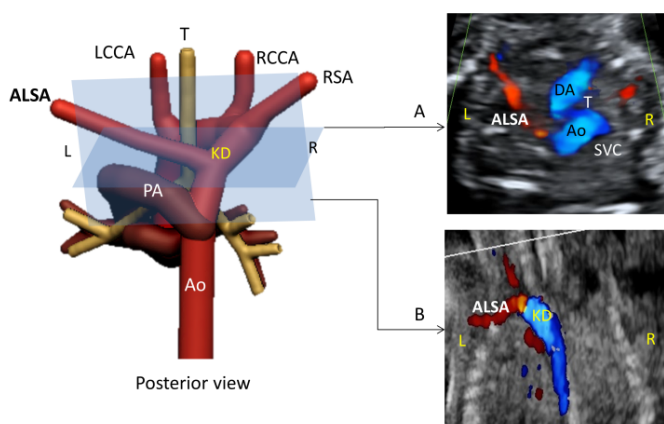 T
LCCA
RCCA
RSA
ALSA
L
R
KD
PA
Ao
Posterior view
A
B
DA
T
L
ALSA
Ao
R
SVC
ALSA
KD
L
R